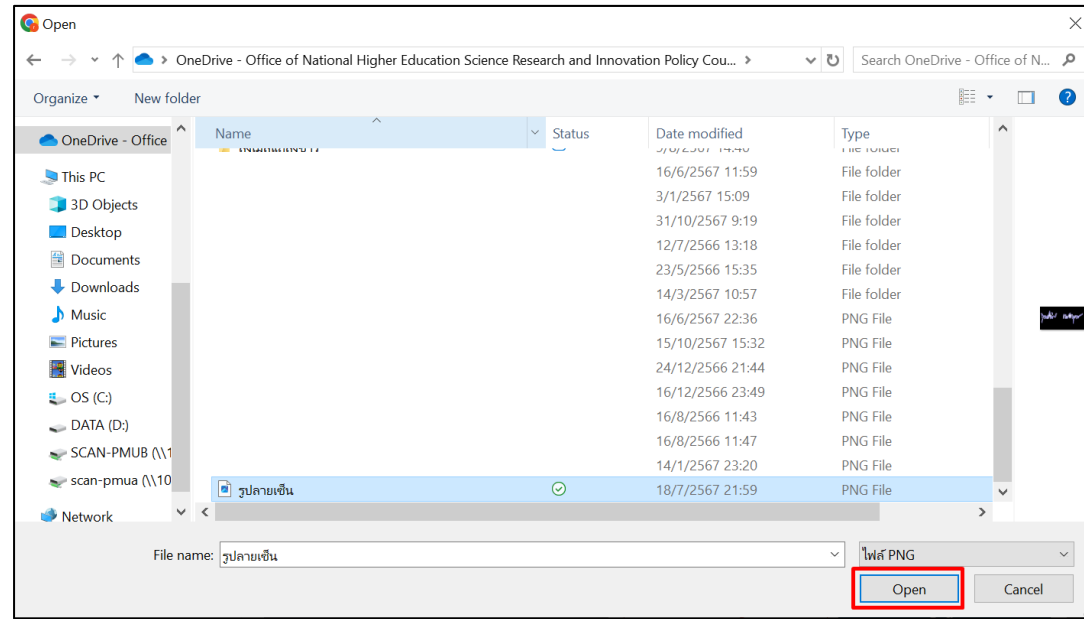 Open
OneDrive - Office of National Higher Education Science Research and Innovation Policy Cou...
Search OneDrive - Office of N...
Organize
New folder
Name Status Date modified Type
OneDrive - Office
This PC
3D Objects
Desktop
Documents
Downloads
Music
Pictures
Videos
OS (C:)
DATA (D:)
SCAN-PMUB (\\1
scan-pmua (\\10
Network
16/6/2567 11:59 File folder
3/1/2567 15:09 File folder
31/10/2567 9:19 File folder
12/7/2566 13:18 File folder
23/5/2566 15:35 File folder
14/3/2567 10:57 File folder
16/6/2567 22:36 PNG File
15/10/2567 15:32 PNG File
24/12/2566 21:44 PNG File
16/12/2566 23:49 PNG File
16/8/2566 11:43 PNG File
16/8/2566 11:47 PNG File
14/1/2567 23:20 PNG File
รูปลายเซ็น 18/7/2567 21:59 PNG File
File name: รูปลายเซ็น
ไฟล์ PNG
Open
Cancel